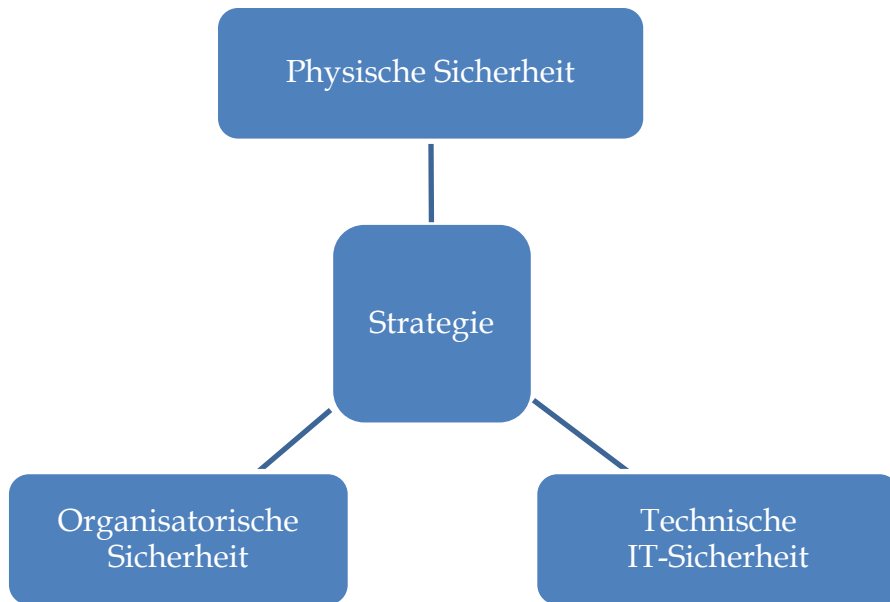 Physische Sicherheit
Strategie
Organisatorische
Sicherheit
Technische
IT-Sicherheit